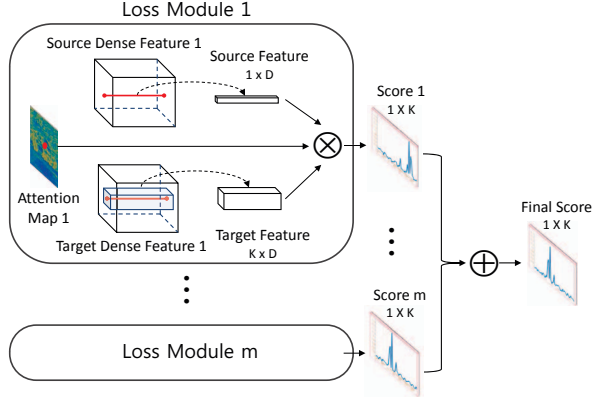 Loss Module 1
Source Dense Feature 1
Source Feature
1 x D
Attention
Map 1
Target Dense Feature 1
Target Feature
K x D
Score 1
1 X K
Final Score
1 X K
Score m
1 X K
Loss Module m